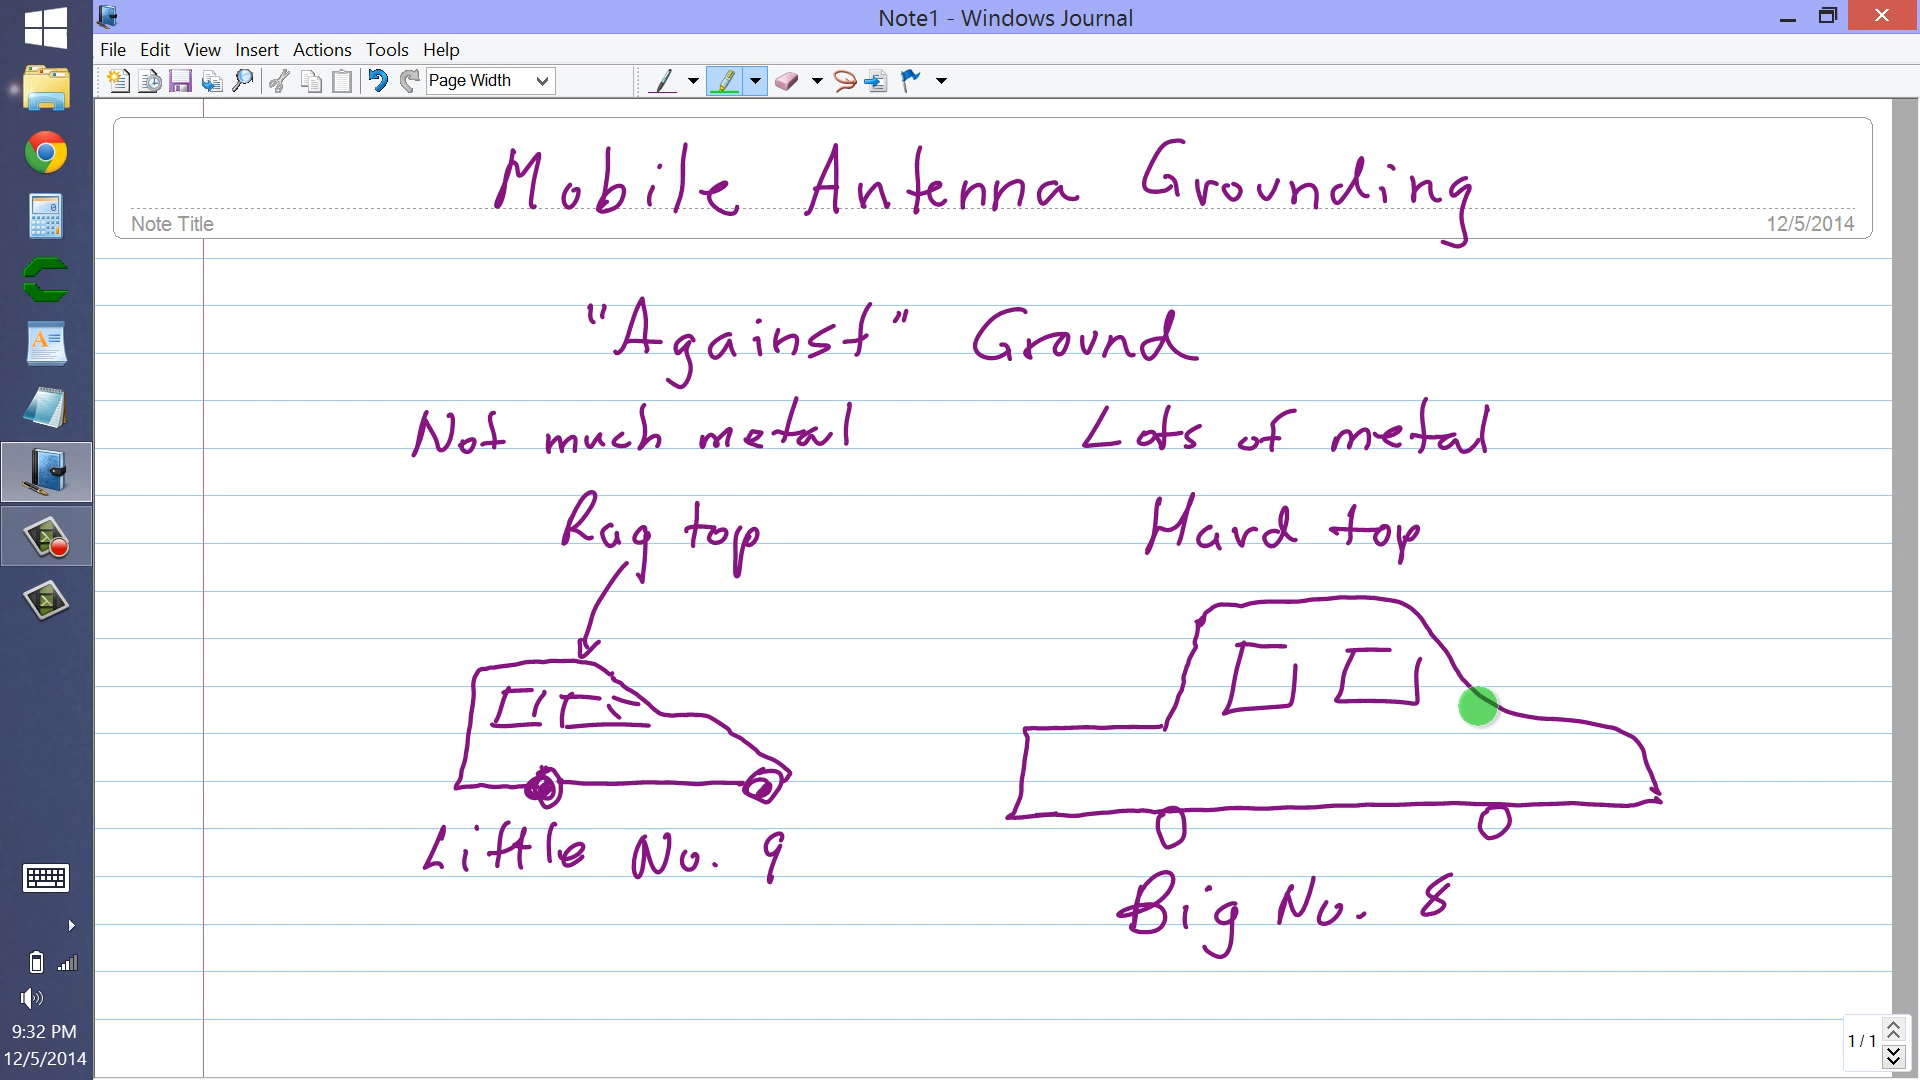 Note1 - Windows Journal
File Edit View Insert Actions Tools Help
Page Width
Mobile Antenna Grounding
Note Title 12/5/2014
"Against" Ground
Not much metal Lots of metal
Rag top Hard top
Little No. 9
Big No. 8
9:32 PM
12/5/2014
1 / 1